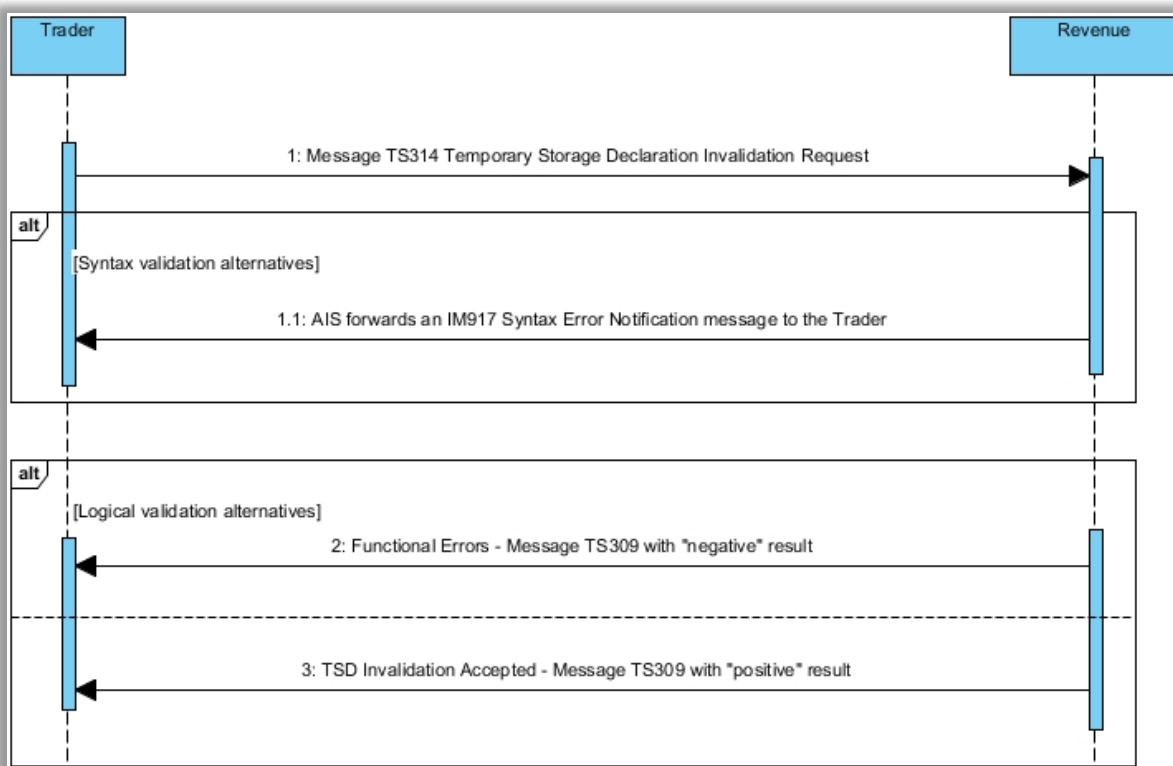 Trader
Revenue
1: Message TS314 Temporary Storage Declaration Invalidation Request
alt
[Syntax validation alternatives]
1.1: AIS forwards an IM917 Syntax Error Notification message to the Trader
alt
[Logical validation alternatives]
2: Functional Errors - Message TS309 with "negative" result
3: TSD Invalidation Accepted - Message TS309 with "positive" result